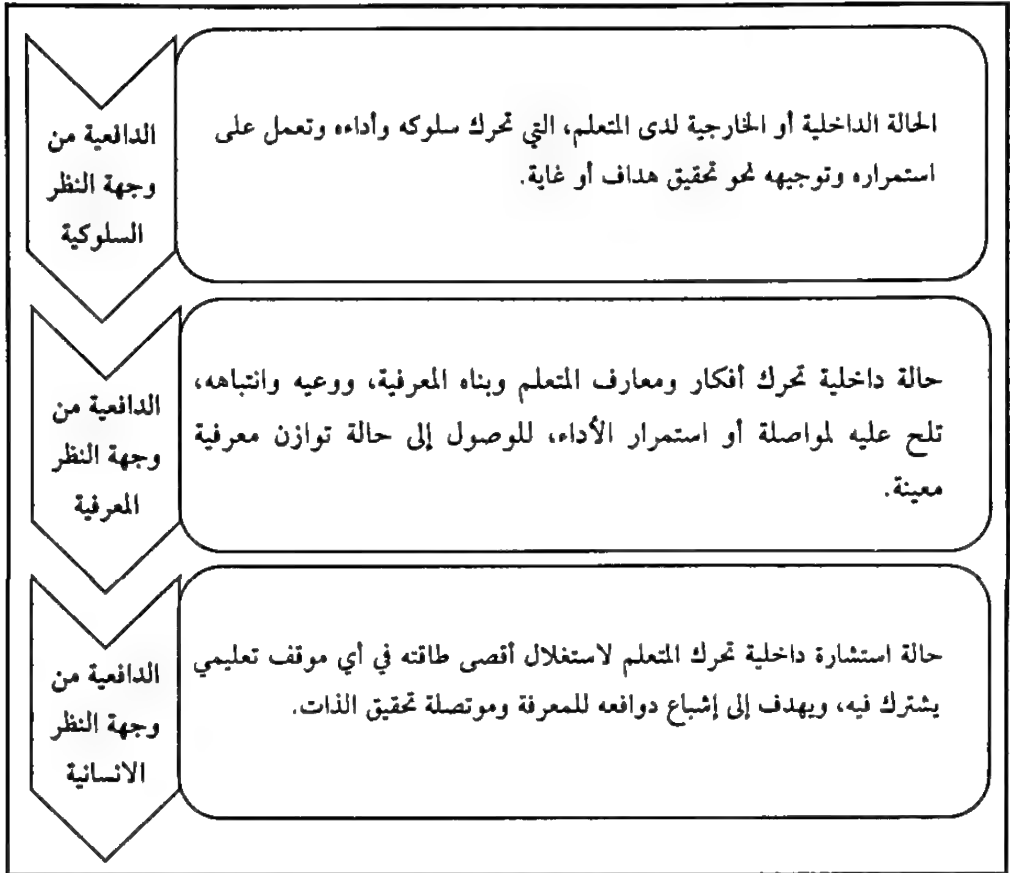 الدافعية من
وجهة النظر
السلوكية
الحالة الداخلية أو الخارجية لدى المتعلم، التي تحرك سلوكه وأداءه وتعمل على
استمراره وتوجيهه نحو تحقيق هداف أو غاية.
الدافعية من
وجهة النظر
المعرفية
حالة داخلية تحرك أفكار ومعارف المتعلم وبناه المعرفية، ووعيه وانتباهه،
تلح عليه لمواصلة أو استمرار الأداء، للوصول إلى حالة توازن معرفية
معينة.
الدافعية من
وجهة النظر
الانسانية
حالة استشارة داخلية تحرك المتعلم لاستغلال أقصى طاقته في أي موقف تعليمي
يشترك فيه، ويهدف إلى إشباع دوافعه للمعرفة وموتصلة تحقيق الذات.